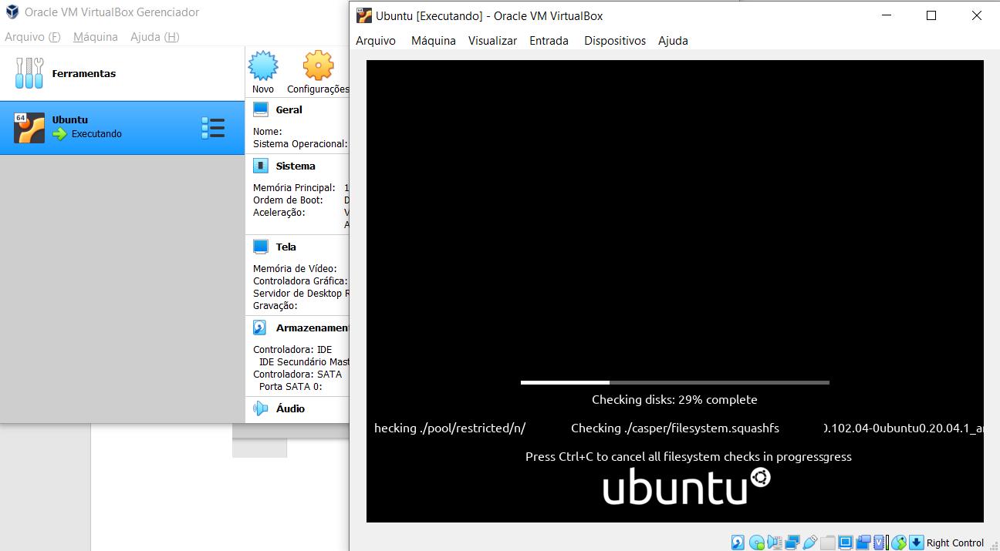 Oracle VM VirtualBox Gerenciador
Arquivo (F) Máquina Ajuda (H)
Ferramentas
64
Ubuntu
Executando
Novo Configurações
Geral
Nome:
Sistema Operacional:
Sistema
Memória Principal: 1
Ordem de Boot: D
Aceleração: V
A
Tela
Memória de Vídeo:
Controladora Gráfica:
Servidor de Desktop R
Gravação:
Armazenamen
Controladora: IDE
IDE Secundário Mast
Controladora: SATA
Porta SATA 0:
Áudio
Ubuntu [Executando] - Oracle VM VirtualBox
Arquivo Máquina Visualizar Entrada Dispositivos Ajuda
Checking disks: 29% complete
hecking ./pool/restricted/n/ Checking ./casper/filesystem.squashfs 0.102.04-0ubuntu0.20.04.1_a
Press Ctrl+C to cancel all filesystem checks in progressgress
ubuntu
Right Control